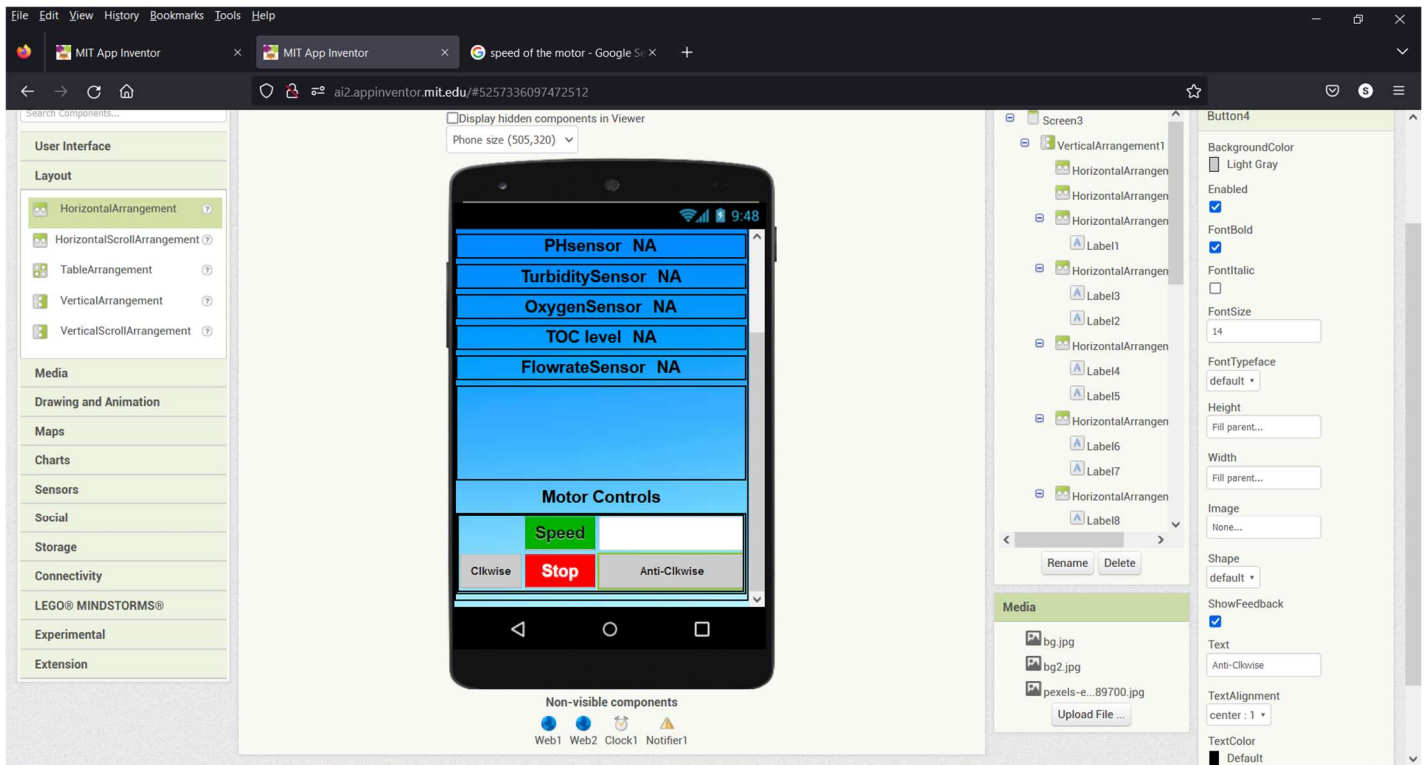 File Edit View History Bookmarks Tools Help
MIT App Inventor
MIT App Inventor
speed of the motor - Google Se
ai2.appinventor.mit.edu/#5257336097472512
S
Search Components...
User Interface
Layout
HorizontalArrangement
HorizontalScrollArrangement
TableArrangement
VerticalArrangement
VerticalScrollArrangement
Media
Drawing and Animation
Maps
Charts
Sensors
Social
Storage
Connectivity
LEGO® MINDSTORMS®
Experimental
Extension
Display hidden components in Viewer
Phone size (505,320)
9:48
PHsensor NA
TurbiditySensor NA
OxygenSensor NA
TOC level NA
FlowrateSensor NA
Motor Controls
Speed
Clkwise Stop Anti-Clkwise
Non-visible components
Web1 Web2 Clock1 Notifier1
Screen3
VerticalArrangement1
HorizontalArrangen
HorizontalArrangen
HorizontalArrangen
Label1
HorizontalArrangen
Label3
Label2
HorizontalArrangen
Label4
Label5
HorizontalArrangen
Label6
Label7
HorizontalArrangen
Label8
Rename Delete
Media
bg.jpg
bg2.jpg
pexels-e...89700.jpg
Upload File ...
Button4
BackgroundColor
Light Gray
Enabled
FontBold
FontItalic
FontSize
14
FontTypeface
default
Height
Fill parent...
Width
Fill parent...
Image
None...
Shape
default
ShowFeedback
Text
Anti-Clkwise
TextAlignment
center : 1
TextColor
Default